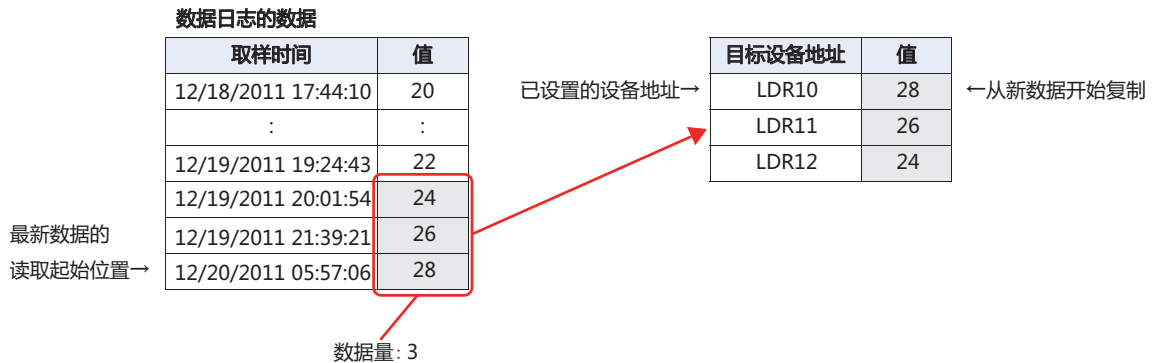 数据日志的数据
取样时间 值
12/18/2011 17:44:10 20
: :
12/19/2011 19:24:43 22
12/19/2011 20:01:54 24
12/19/2011 21:39:21 26
12/20/2011 05:57:06 28
最新数据的
读取起始位置→
数据量: 3
目标设备地址 值
已设置的设备地址→ LDR10 28 ←从新数据开始复制
LDR11 26
LDR12 24